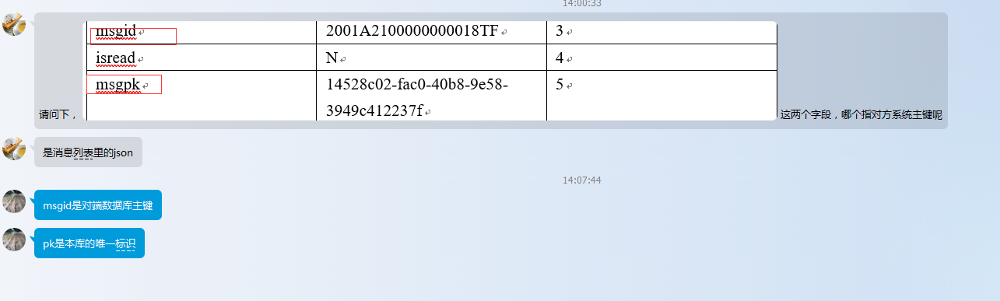 14:00:33
msgid 2001A2100000000018TF 3
isread N 4
msgpk 14528c02-fac0-40b8-9e58- 5
3949c412237f
请问下， 这两个字段，哪个指对方系统主键呢
是消息列表里的json
14:07:44
msgid是对端数据库主键
pk是本库的唯一标识